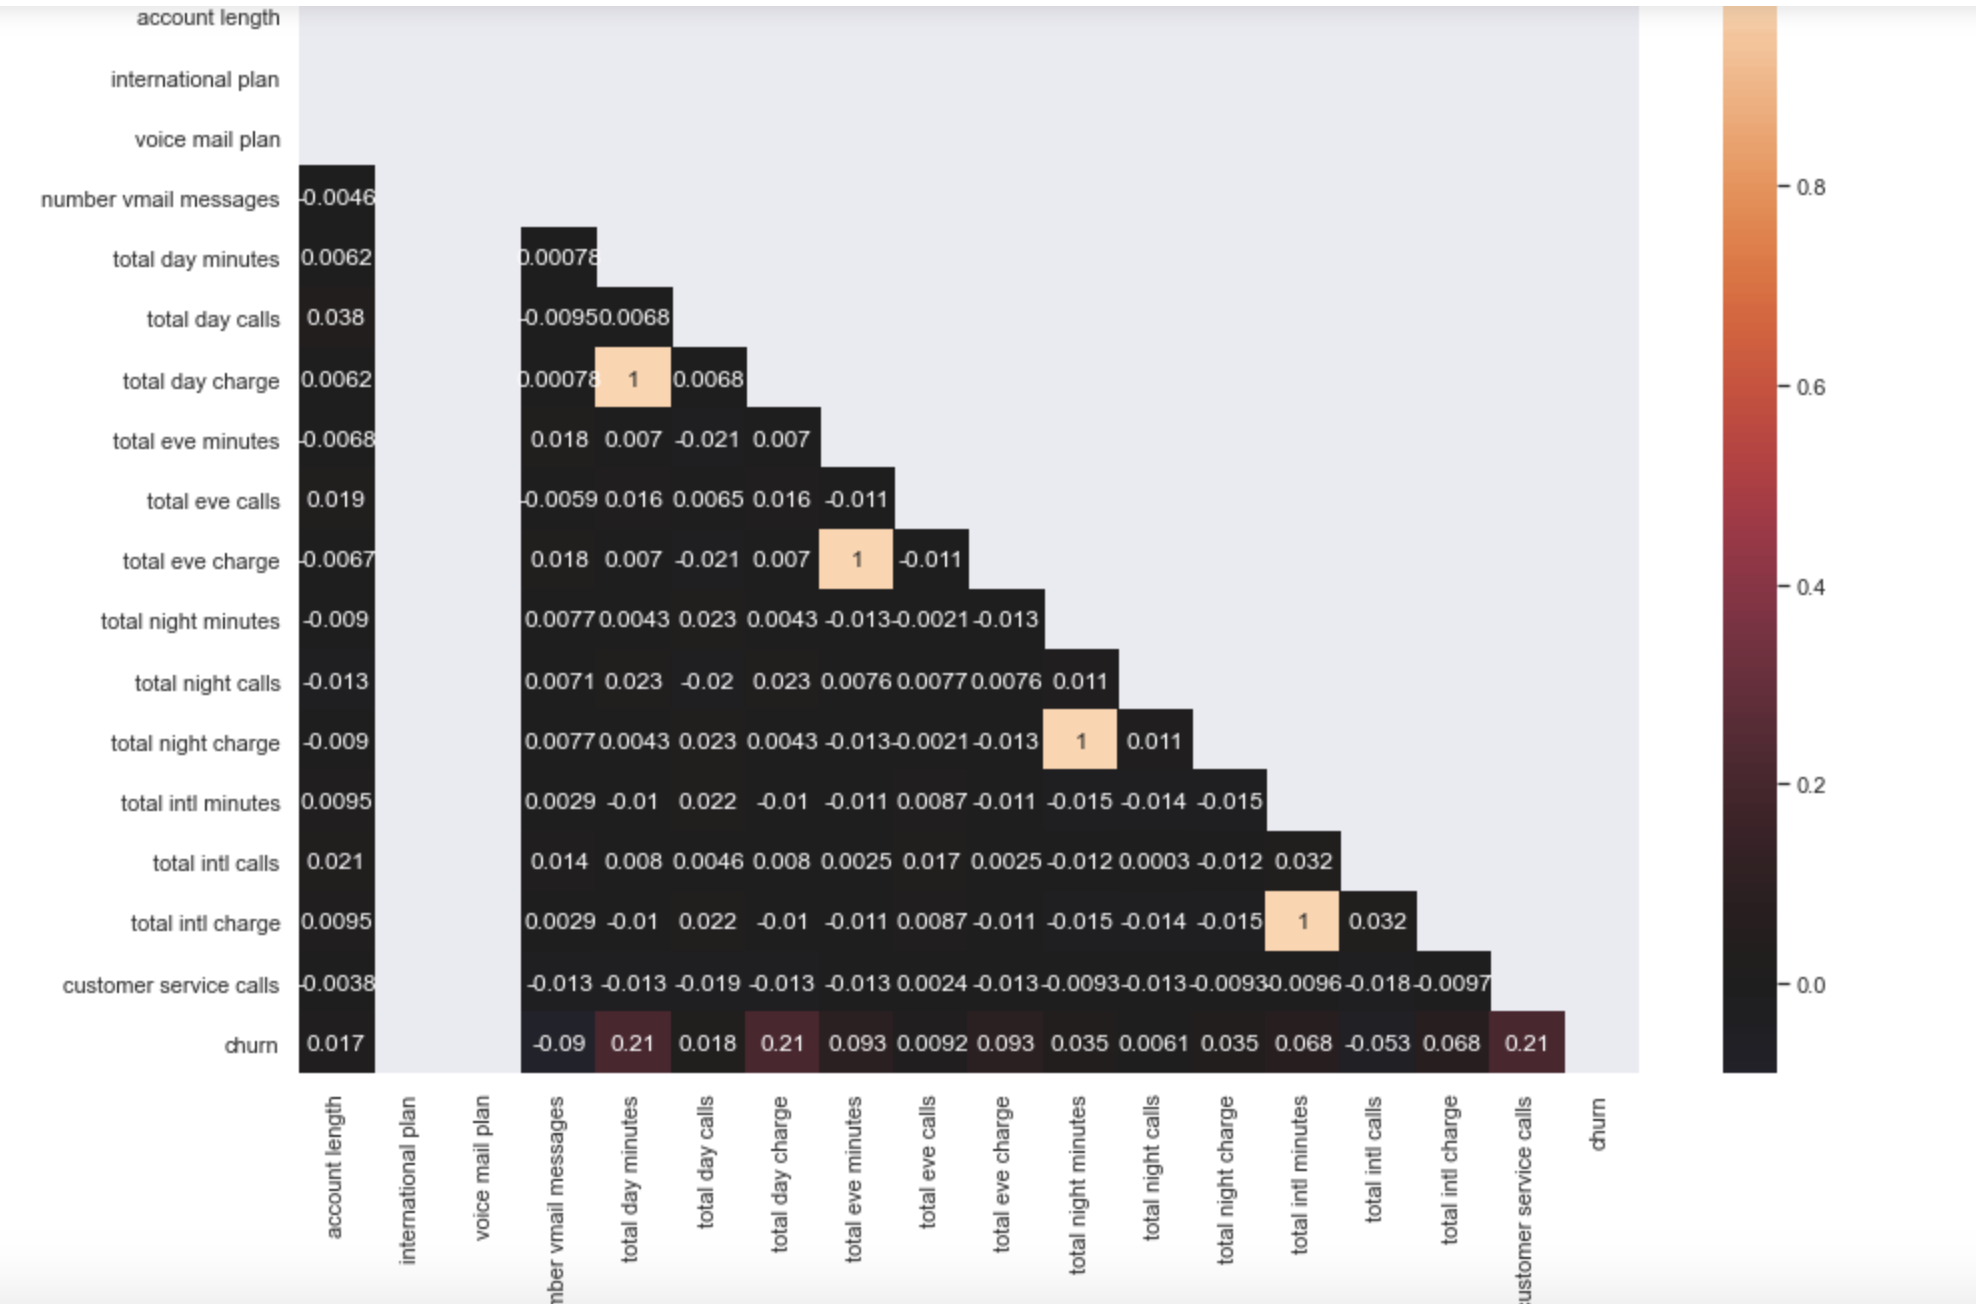 account length
international plan
voice mail plan
number vmail messages -0.0046
total day minutes 0.0062 0.00078
total day calls 0.038 -0.0095 0.0068
total day charge 0.0062 0.00078 1 0.0068
total eve minutes -0.0068 0.018 0.007 -0.021 0.007
total eve calls 0.019 -0.0059 0.016 0.0065 0.016 -0.011
total eve charge -0.0067 0.018 0.007 -0.021 0.007 1 -0.011
total night minutes -0.009 0.0077 0.0043 0.023 0.0043 -0.013 -0.0021 -0.013
total night calls -0.013 0.0071 0.023 -0.02 0.023 0.0076 0.0077 0.0076 0.011
total night charge -0.009 0.0077 0.0043 0.023 0.0043 -0.013 -0.0021 -0.013 1 0.011
total intl minutes 0.0095 0.0029 -0.01 0.022 -0.01 -0.011 0.0087 -0.011 -0.015 -0.014 -0.015
total intl calls 0.021 0.014 0.008 0.0046 0.008 0.0025 0.017 0.0025 -0.012 0.0003 -0.012 0.032
total intl charge 0.0095 0.0029 -0.01 0.022 -0.01 -0.011 0.0087 -0.011 -0.015 -0.014 -0.015 1 0.032
customer service calls -0.0038 -0.013 -0.013 -0.019 -0.013 -0.013 0.0024 -0.013 -0.0093 -0.013 -0.0093 -0.0096 -0.018 -0.0097
churn 0.017 -0.09 0.21 0.018 0.21 0.093 0.0092 0.093 0.035 0.0061 0.035 0.068 -0.053 0.068 0.21
account length
international plan
voice mail plan
mber vmail messages
total day minutes
total day calls
total day charge
total eve minutes
total eve calls
total eve charge
total night minutes
total night calls
total night charge
total intl minutes
total intl calls
total intl charge
ustomer service calls
churn
0.8
0.6
0.4
0.2
0.0